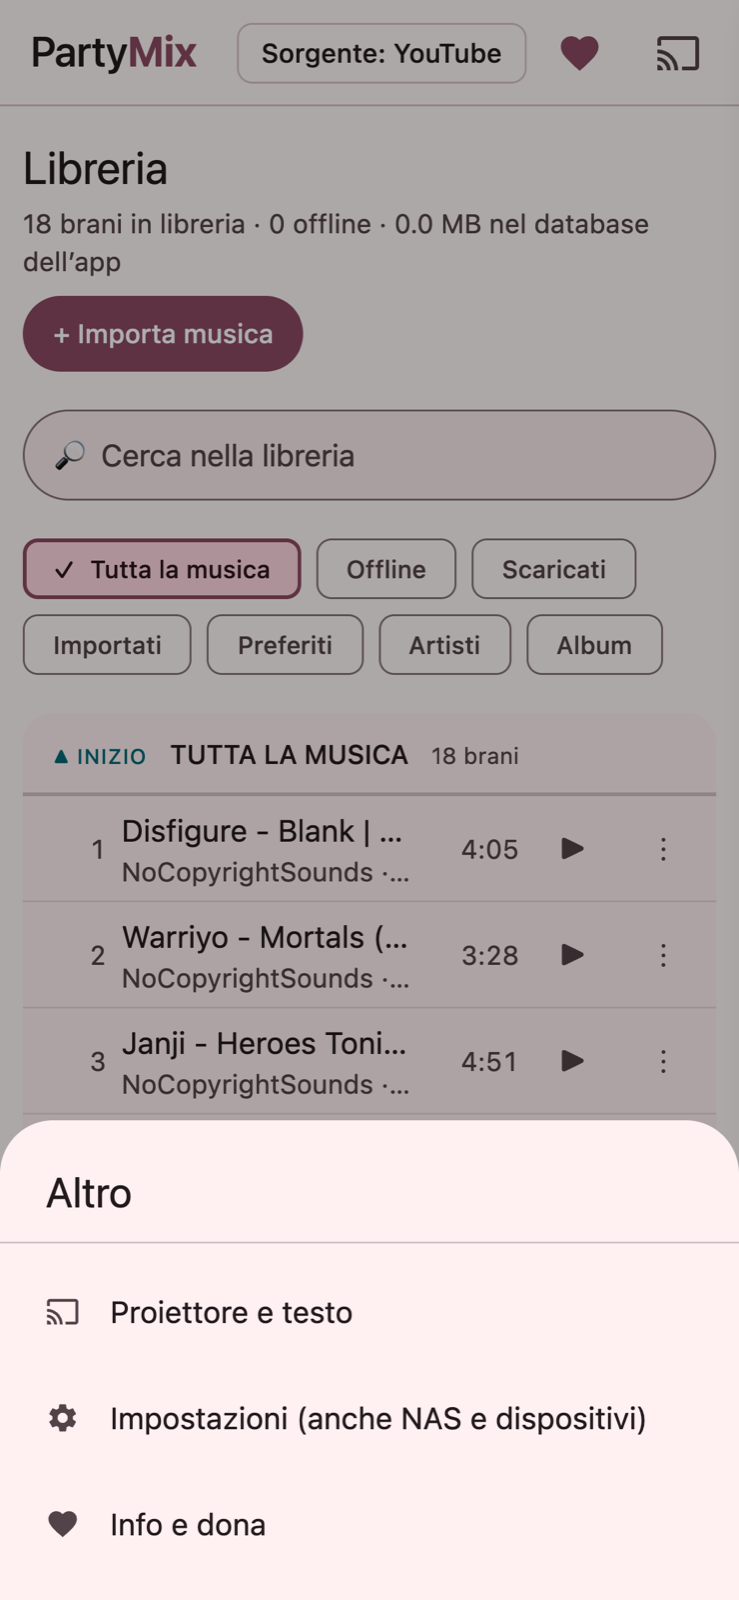 PartyMix Sorgente: YouTube
Libreria
18 brani in libreria · 0 offline · 0.0 MB nel database
dell’app
+ Importa musica
Cerca nella libreria
✓ Tutta la musica Offline Scaricati
Importati Preferiti Artisti Album
▲ INIZIO TUTTA LA MUSICA 18 brani
1 Disfigure - Blank | ... 4:05
NoCopyrightSounds ·...
2 Warriyo - Mortals (... 3:28
NoCopyrightSounds ·...
3 Janji - Heroes Toni... 4:51
NoCopyrightSounds ·...
Altro
Proiettore e testo
Impostazioni (anche NAS e dispositivi)
Info e dona